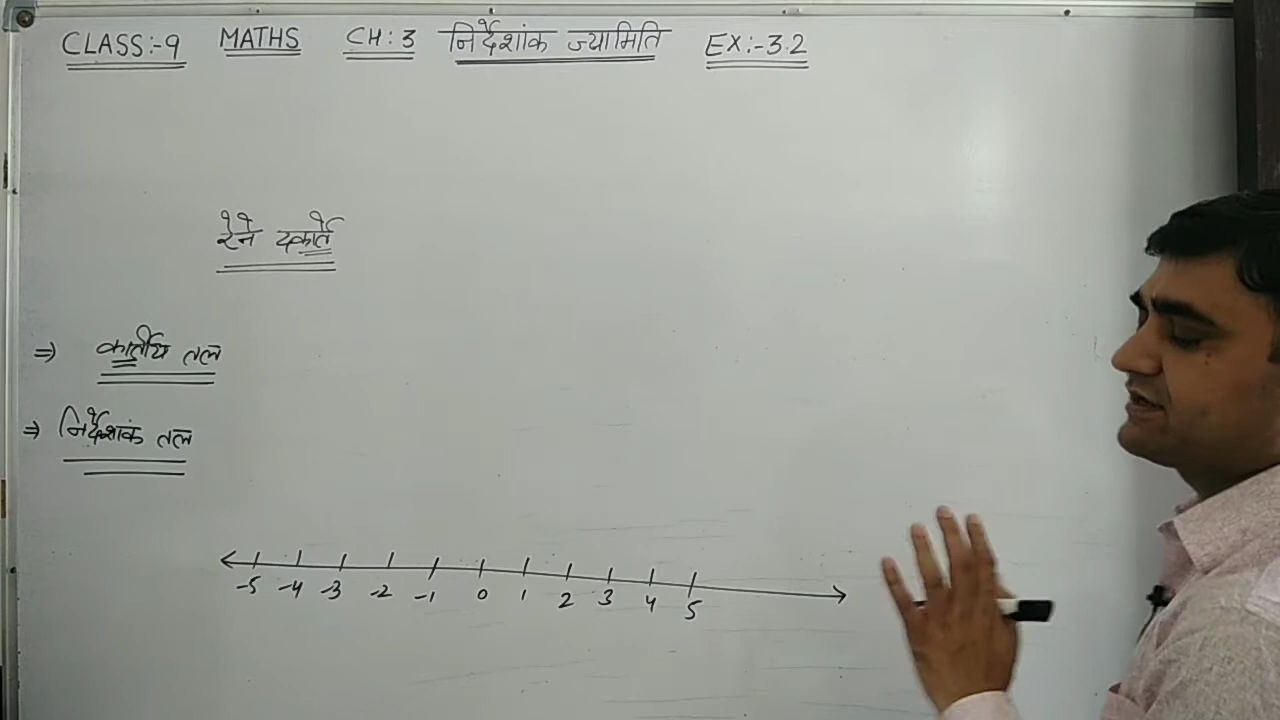 CLASS:-9 MATHS CH:3 निर्देशांक ज्यामिति EX:-3.2
रेने दकार्ते
⇒ कार्तीय तल
⇒ निर्देशांक तल
-5 -4 -3 -2 -1 0 1 2 3 4 5